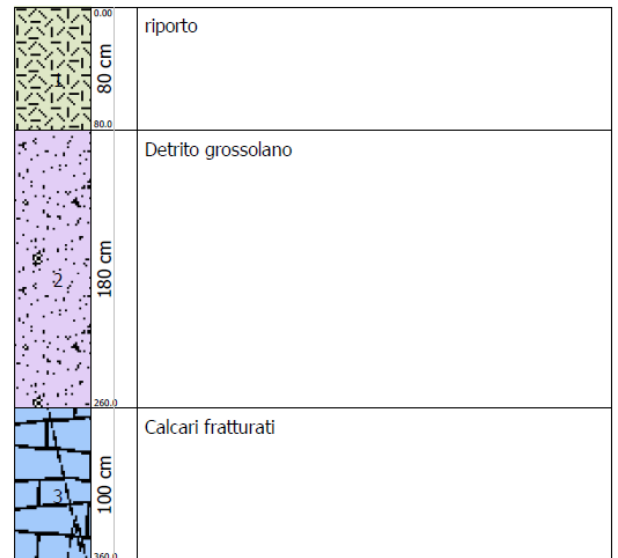 0.00
riporto
1
80 cm
80.0
Detrito grossolano
2
180 cm
260.0
Calcari fratturati
3
100 cm
360.0